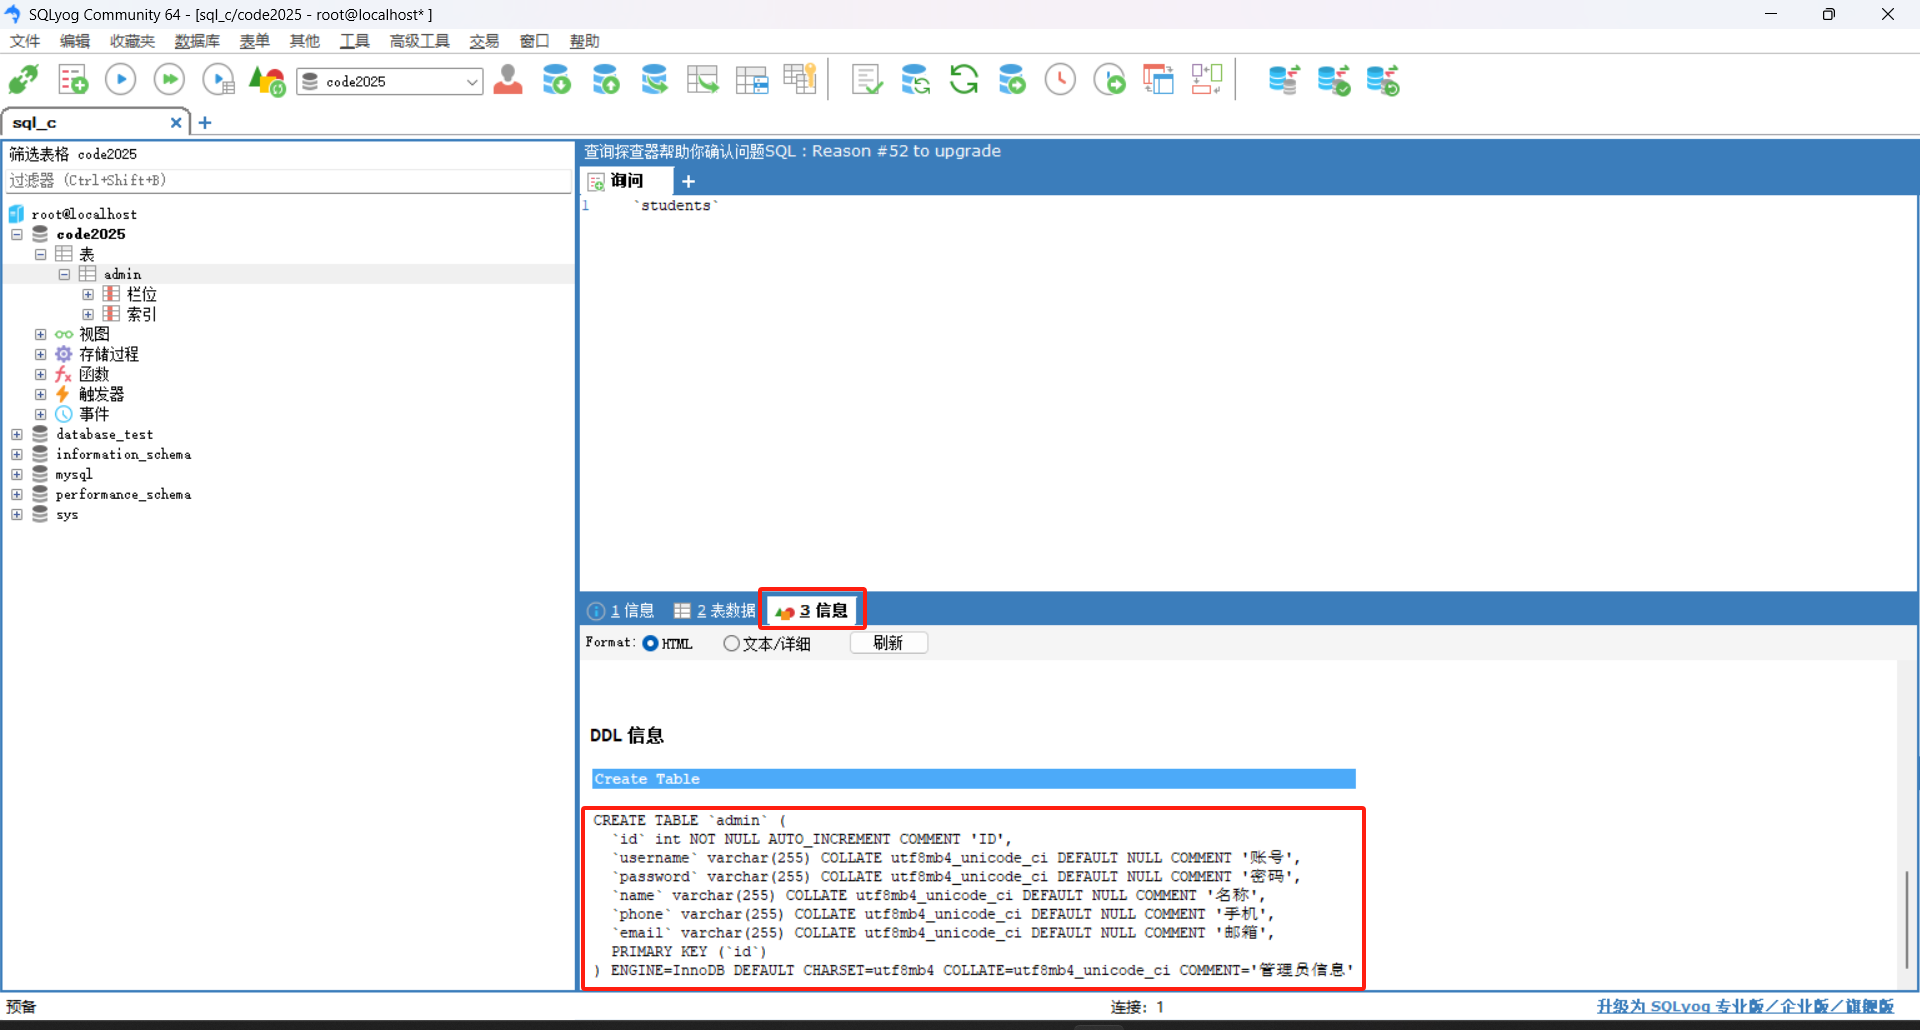 SQLyog Community 64 - [sql_c/code2025 - root@localhost* ]
文件 编辑 收藏夹 数据库 表单 其他 工具 高级工具 交易 窗口 帮助
code2025
sql_c
筛选表格 code2025
过滤器 (Ctrl+Shift+B)
root@localhost
code2025
表
admin
栏位
索引
视图
存储过程
函数
触发器
事件
database_test
information_schema
mysql
performance_schema
sys
查询探查器帮助你确认问题SQL : Reason #52 to upgrade
询问
1 `students`
1 信息 2 表数据 3 信息
Format: HTML 文本/详细 刷新
DDL 信息
Create Table
CREATE TABLE `admin` (
`id` int NOT NULL AUTO_INCREMENT COMMENT 'ID',
`username` varchar(255) COLLATE utf8mb4_unicode_ci DEFAULT NULL COMMENT '账号',
`password` varchar(255) COLLATE utf8mb4_unicode_ci DEFAULT NULL COMMENT '密码',
`name` varchar(255) COLLATE utf8mb4_unicode_ci DEFAULT NULL COMMENT '名称',
`phone` varchar(255) COLLATE utf8mb4_unicode_ci DEFAULT NULL COMMENT '手机',
`email` varchar(255) COLLATE utf8mb4_unicode_ci DEFAULT NULL COMMENT '邮箱',
PRIMARY KEY (`id`)
) ENGINE=InnoDB DEFAULT CHARSET=utf8mb4 COLLATE=utf8mb4_unicode_ci COMMENT='管理员信息'
预备 连接: 1 升级为 SQLyog 专业版/企业版/旗舰版